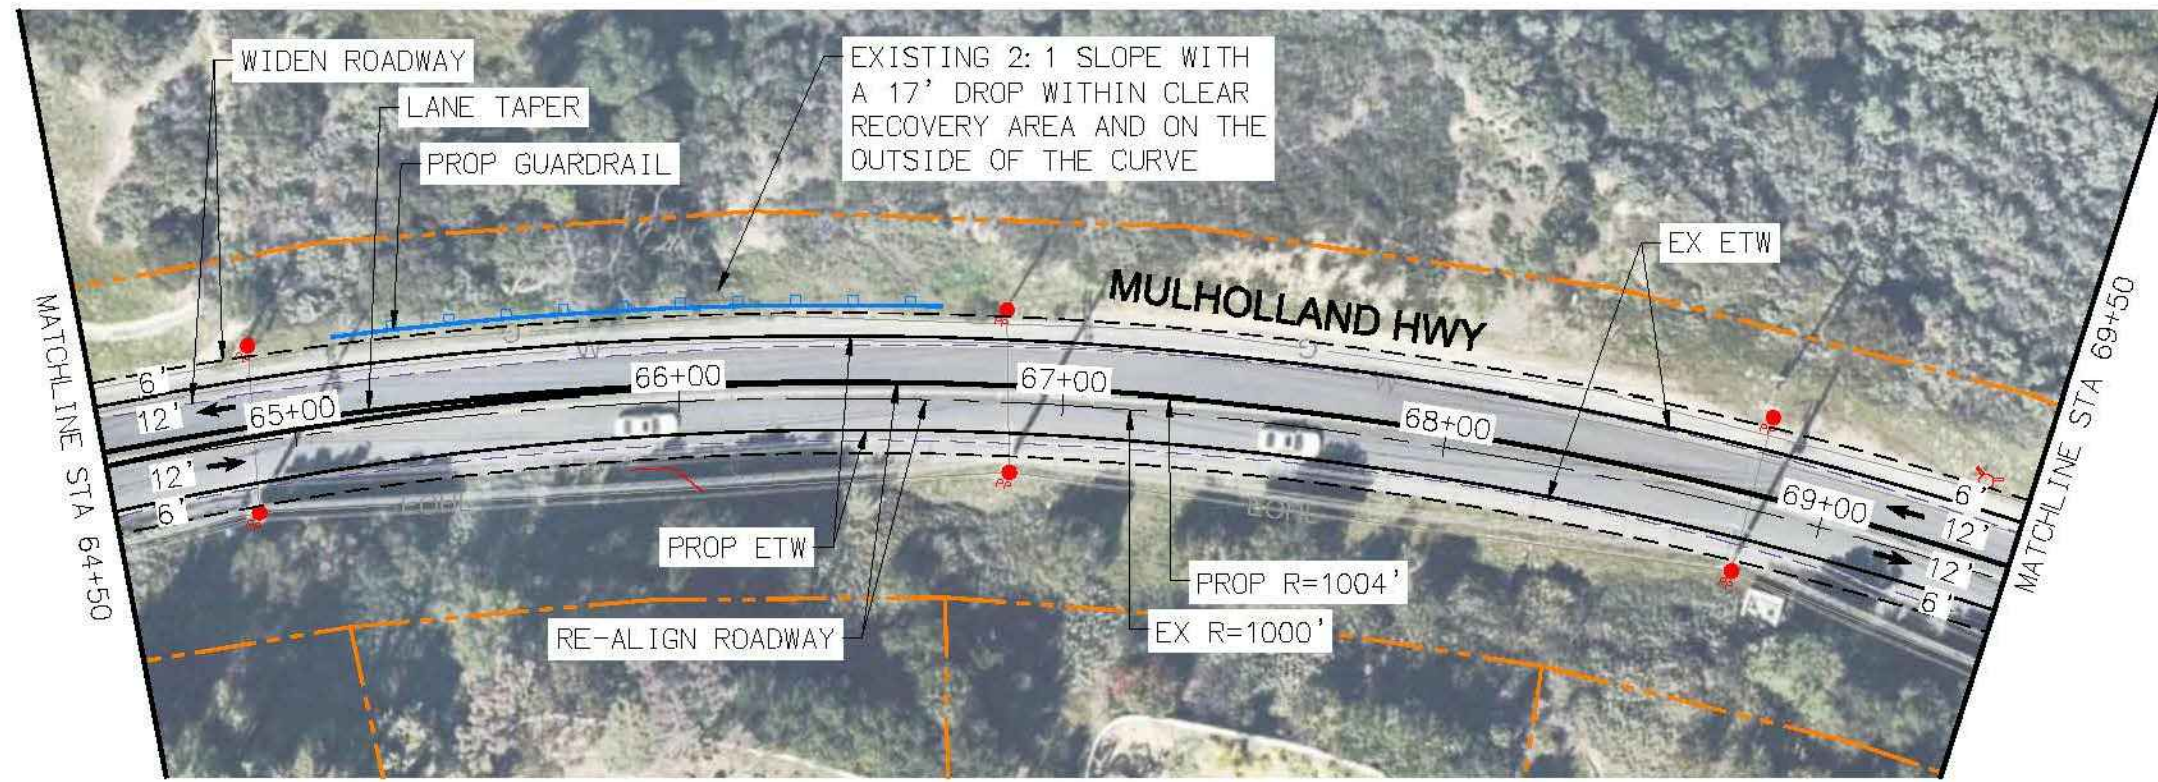 WIDEN ROADWAY
LANE TAPER
PROP GUARDRAIL
EXISTING 2:1 SLOPE WITH
A 17' DROP WITHIN CLEAR
RECOVERY AREA AND ON THE
OUTSIDE OF THE CURVE
EX ETW
MULHOLLAND HWY
MATCHLINE STA 64+50
MATCHLINE STA 69+50
6'
12'
12'
6'
65+00
66+00
67+00
68+00
69+00
6'
12'
12'
6'
PROP ETW
RE-ALIGN ROADWAY
PROP R=1004'
EX R=1000'
PP
PP
PP